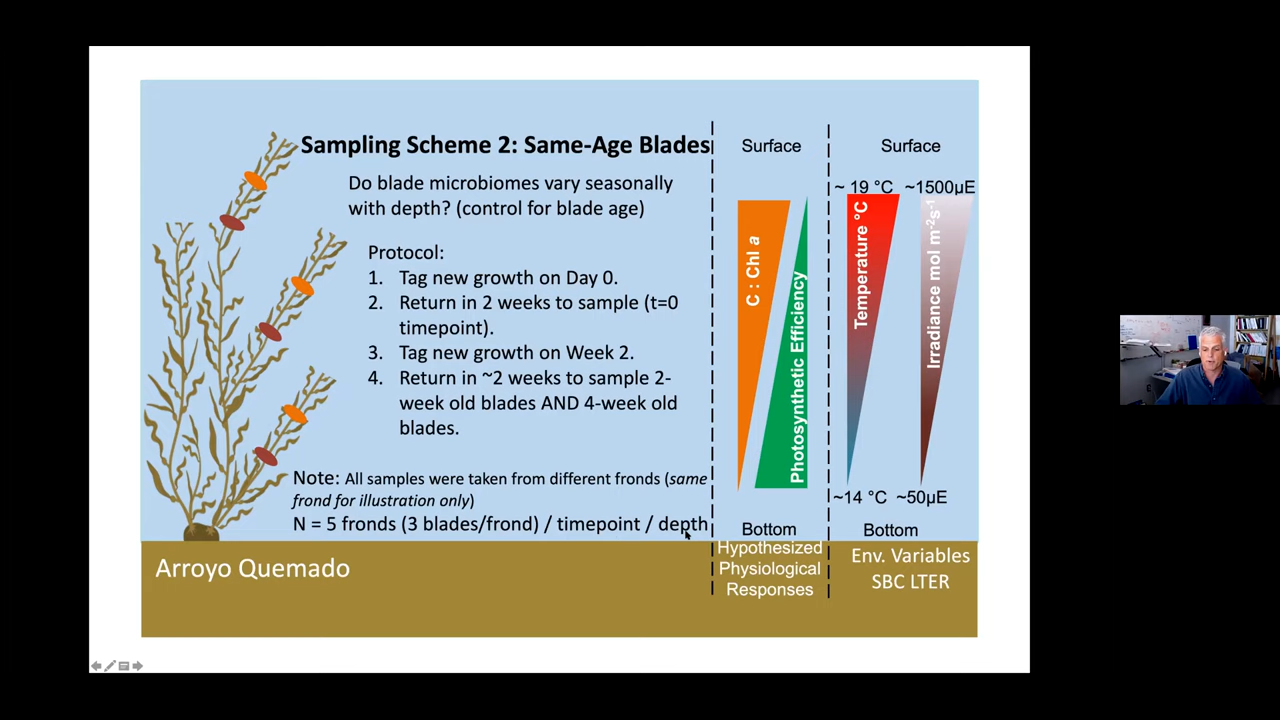 Sampling Scheme 2: Same-Age Blades
Do blade microbiomes vary seasonally
with depth? (control for blade age)
Protocol:
1. Tag new growth on Day 0.
2. Return in 2 weeks to sample (t=0
timepoint).
3. Tag new growth on Week 2.
4. Return in ~2 weeks to sample 2-
week old blades AND 4-week old
blades.
Note: All samples were taken from different fronds (same
frond for illustration only)
N = 5 fronds (3 blades/frond) / timepoint / depth
Arroyo Quemado
Surface
C : Chl a
Photosynthetic Efficiency
Bottom
Hypothesized
Physiological
Responses
Surface
~ 19 °C ~1500µE
Temperature °C
Irradiance mol m-2s-1
~14 °C ~50µE
Bottom
Env. Variables
SBC LTER